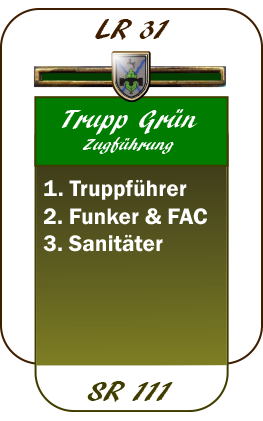 LR 31
Trupp Grün
Zugführung
1. Truppführer
2. Funker & FAC
3. Sanitäter
SR 111